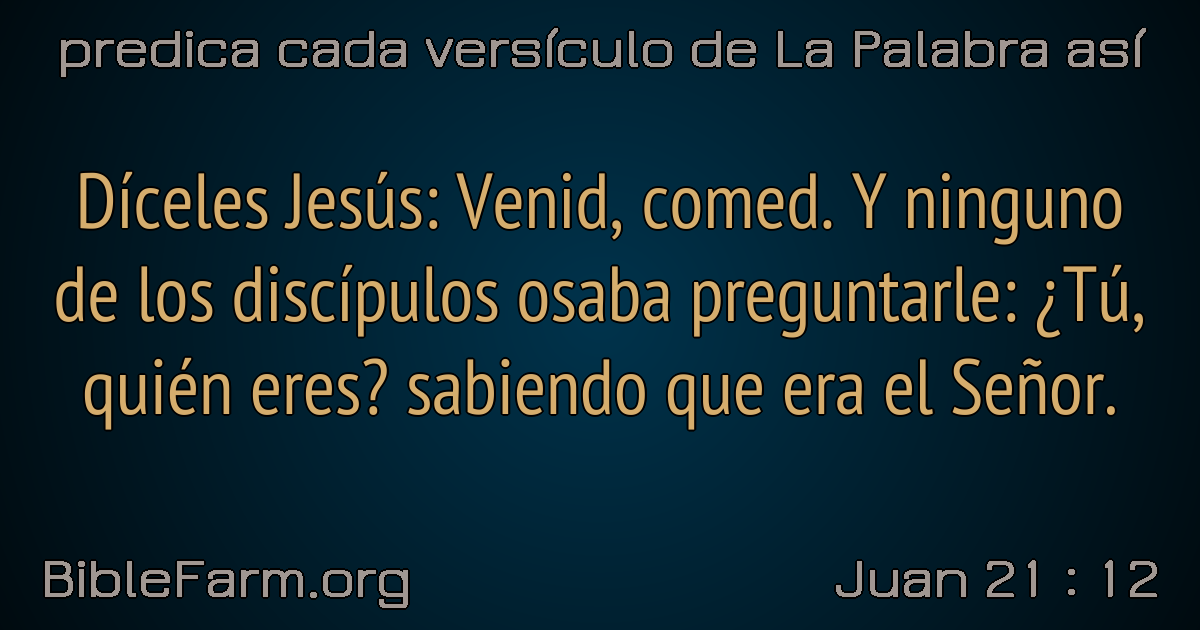 predica cada versículo de La Palabra así
Díceles Jesús: Venid, comed. Y ninguno
de los discípulos osaba preguntarle: ¿Tú,
quién eres? sabiendo que era el Señor.
BibleFarm.org
Juan 21 : 12